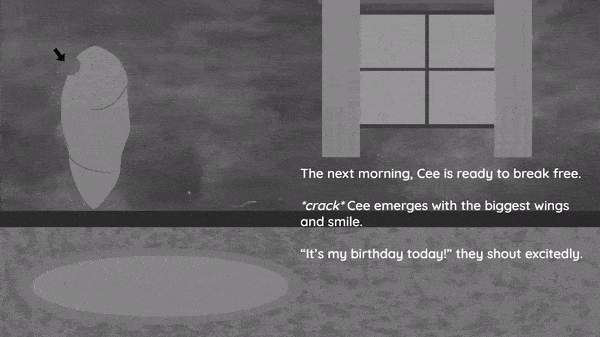 The next morning, Cee is ready to break free.
*crack* Cee emerges with the biggest wings
and smile.
“It’s my birthday today!” they shout excitedly.